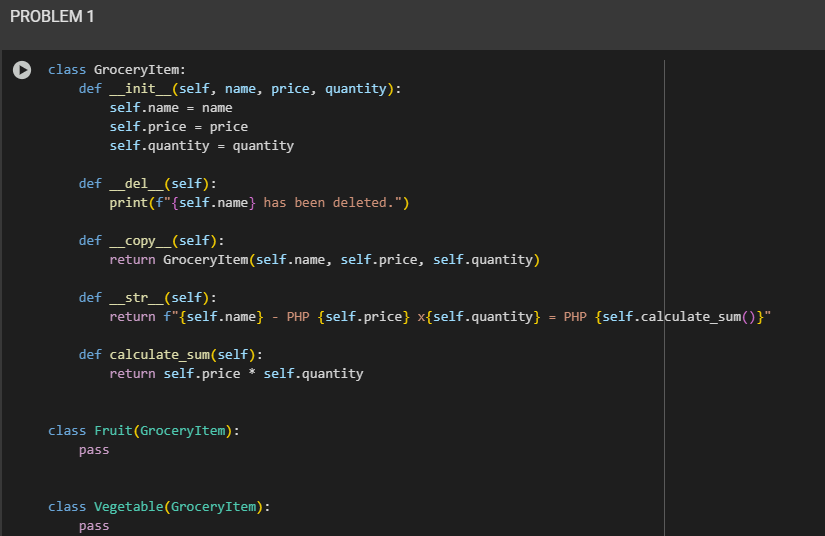 PROBLEM 1
class GroceryItem:
    def __init__(self, name, price, quantity):
        self.name = name
        self.price = price
        self.quantity = quantity
    def __del__(self):
        print(f"{self.name} has been deleted.")
    def __copy__(self):
        return GroceryItem(self.name, self.price, self.quantity)
    def __str__(self):
        return f"{self.name} - PHP {self.price} x{self.quantity} = PHP {self.calculate_sum()}"
    def calculate_sum(self):
        return self.price * self.quantity
class Fruit(GroceryItem):
    pass
class Vegetable(GroceryItem):
    pass